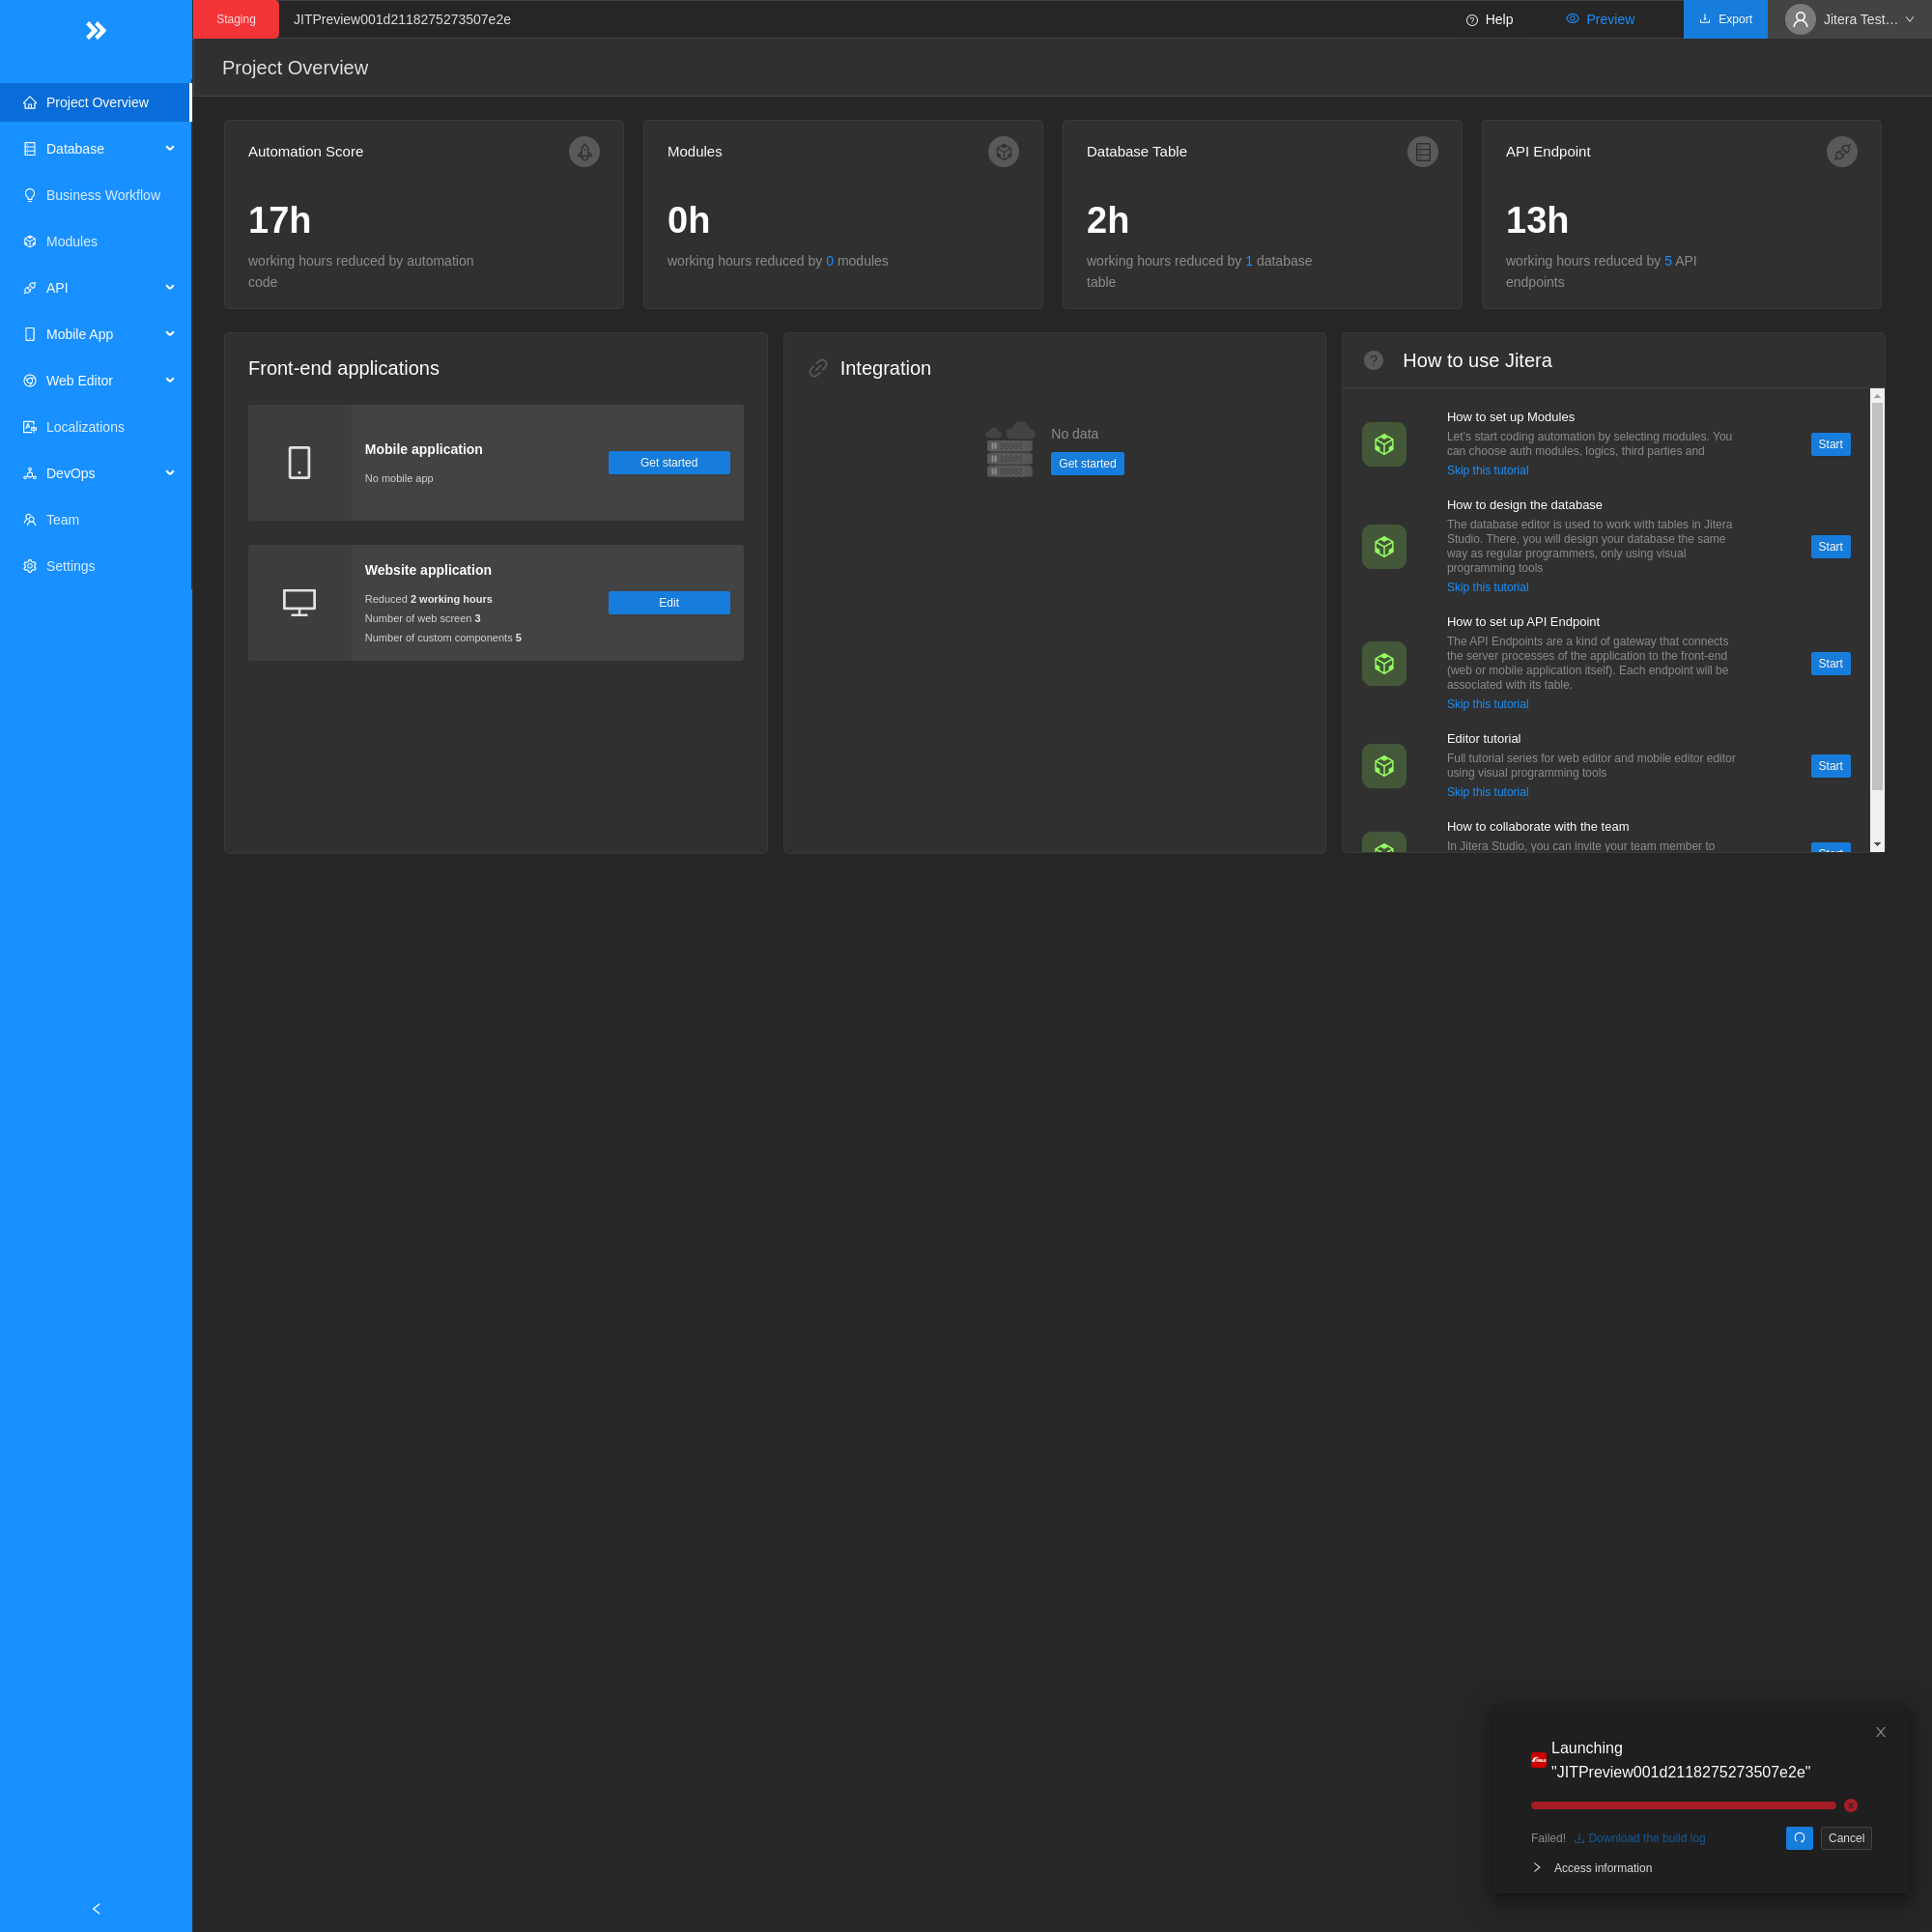 Staging
JITPreview001d2118275273507e2e
Help
Preview
Export
Jitera Test…
Project Overview
Database
Business Workflow
Modules
API
Mobile App
Web Editor
Localizations
DevOps
Team
Settings
Project Overview
Automation Score
17h
working hours reduced by automation
code
Modules
0h
working hours reduced by 0 modules
Database Table
2h
working hours reduced by 1 database
table
API Endpoint
13h
working hours reduced by 5 API
endpoints
Front-end applications
Mobile application
No mobile app
Get started
Website application
Reduced 2 working hours
Number of web screen 3
Number of custom components 5
Edit
Integration
No data
Get started
How to use Jitera
How to set up Modules
Let's start coding automation by selecting modules. You
can choose auth modules, logics, third parties and
Skip this tutorial
Start
How to design the database
The database editor is used to work with tables in Jitera
Studio. There, you will design your database the same
way as regular programmers, only using visual
programming tools
Skip this tutorial
Start
How to set up API Endpoint
The API Endpoints are a kind of gateway that connects
the server processes of the application to the front-end
(web or mobile application itself). Each endpoint will be
associated with its table.
Skip this tutorial
Start
Editor tutorial
Full tutorial series for web editor and mobile editor editor
using visual programming tools
Skip this tutorial
Start
How to collaborate with the team
In Jitera Studio, you can invite your team member to
Start
Launching
"JITPreview001d2118275273507e2e"
Failed!
Download the build log
Cancel
Access information